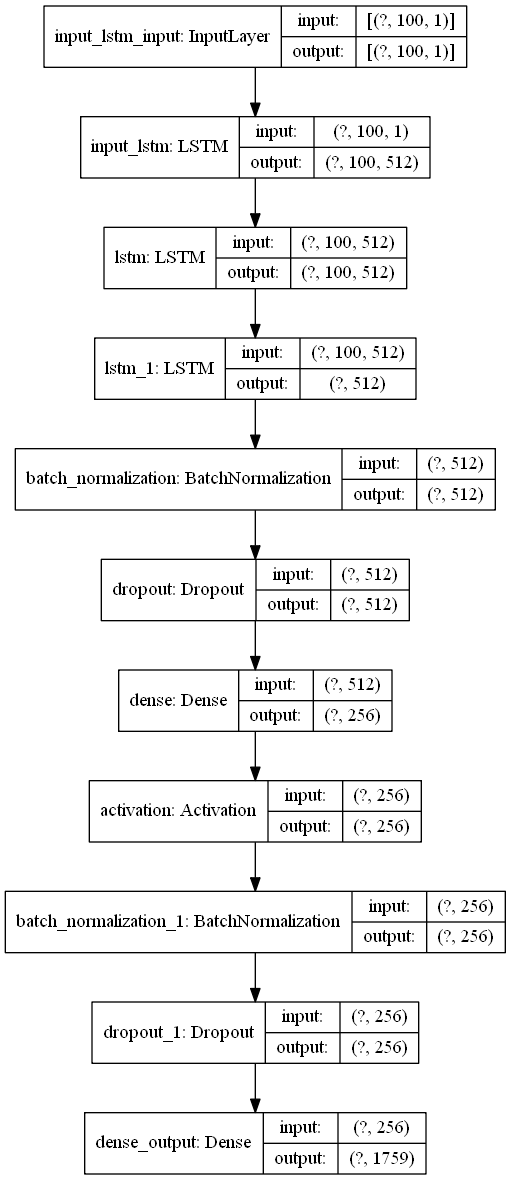 input_lstm_input: InputLayer
input: [(?, 100, 1)]
output: [(?, 100, 1)]
input_lstm: LSTM
input: (?, 100, 1)
output: (?, 100, 512)
lstm: LSTM
input: (?, 100, 512)
output: (?, 100, 512)
lstm_1: LSTM
input: (?, 100, 512)
output: (?, 512)
batch_normalization: BatchNormalization
input: (?, 512)
output: (?, 512)
dropout: Dropout
input: (?, 512)
output: (?, 512)
dense: Dense
input: (?, 512)
output: (?, 256)
activation: Activation
input: (?, 256)
output: (?, 256)
batch_normalization_1: BatchNormalization
input: (?, 256)
output: (?, 256)
dropout_1: Dropout
input: (?, 256)
output: (?, 256)
dense_output: Dense
input: (?, 256)
output: (?, 1759)